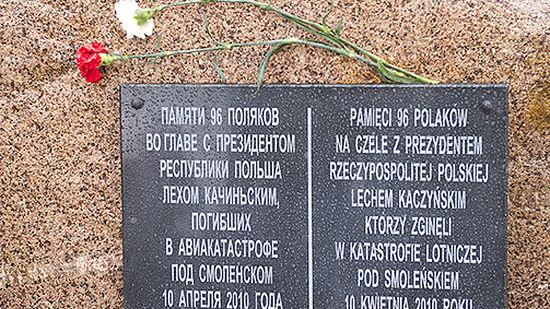 ПАМЯТИ 96 ПОЛЯКОВ
ВО ГЛАВЕ С ПРЕЗИДЕНТОМ
РЕСПУБЛИКИ ПОЛЬША
ЛЕХОМ КАЧИНЬСКИМ,
ПОГИБШИХ
В АВИАКАТАСТРОФЕ
ПОД СМОЛЕНСКОМ
10 АПРЕЛЯ 2010 ГОДА
PAMIĘCI 96 POLAKÓW
NA CZELE Z PREZYDENTEM
RZECZYPOSPOLITEJ POLSKIEJ
LECHEM KACZYŃSKIM
KTÓRZY ZGINELI
W KATASTROFIE LOTNICZEJ
POD SMOLEŃSKIEM
10 KWIETNIA 2010 ROKU